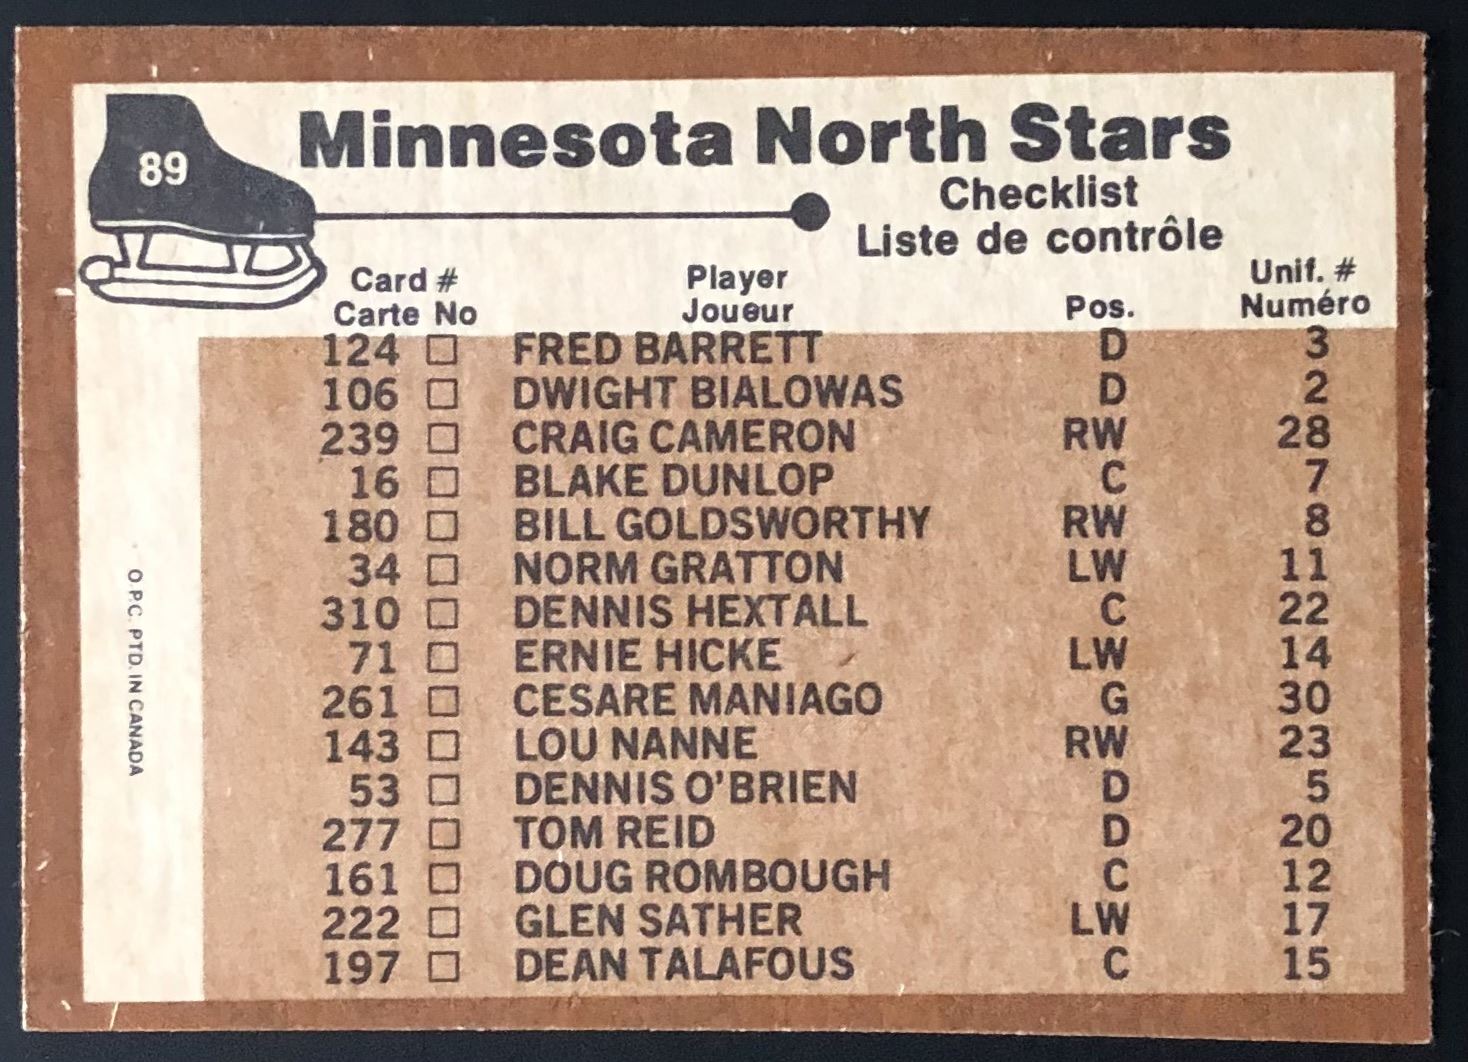 89
Minnesota North Stars
Checklist
Liste de contrôle
Card # Player Unif. #
Carte No Joueur Pos. Numéro
124 □ FRED BARRETT D 3
106 □ DWIGHT BIALOWAS D 2
239 □ CRAIG CAMERON RW 28
16 □ BLAKE DUNLOP C 7
180 □ BILL GOLDSWORTHY RW 8
34 □ NORM GRATTON LW 11
310 □ DENNIS HEXTALL C 22
71 □ ERNIE HICKE LW 14
261 □ CESARE MANIAGO G 30
143 □ LOU NANNE RW 23
53 □ DENNIS O'BRIEN D 5
277 □ TOM REID D 20
161 □ DOUG ROMBOUGH C 12
222 □ GLEN SATHER LW 17
197 □ DEAN TALAFOUS C 15
O.P.C. PTD. IN CANADA